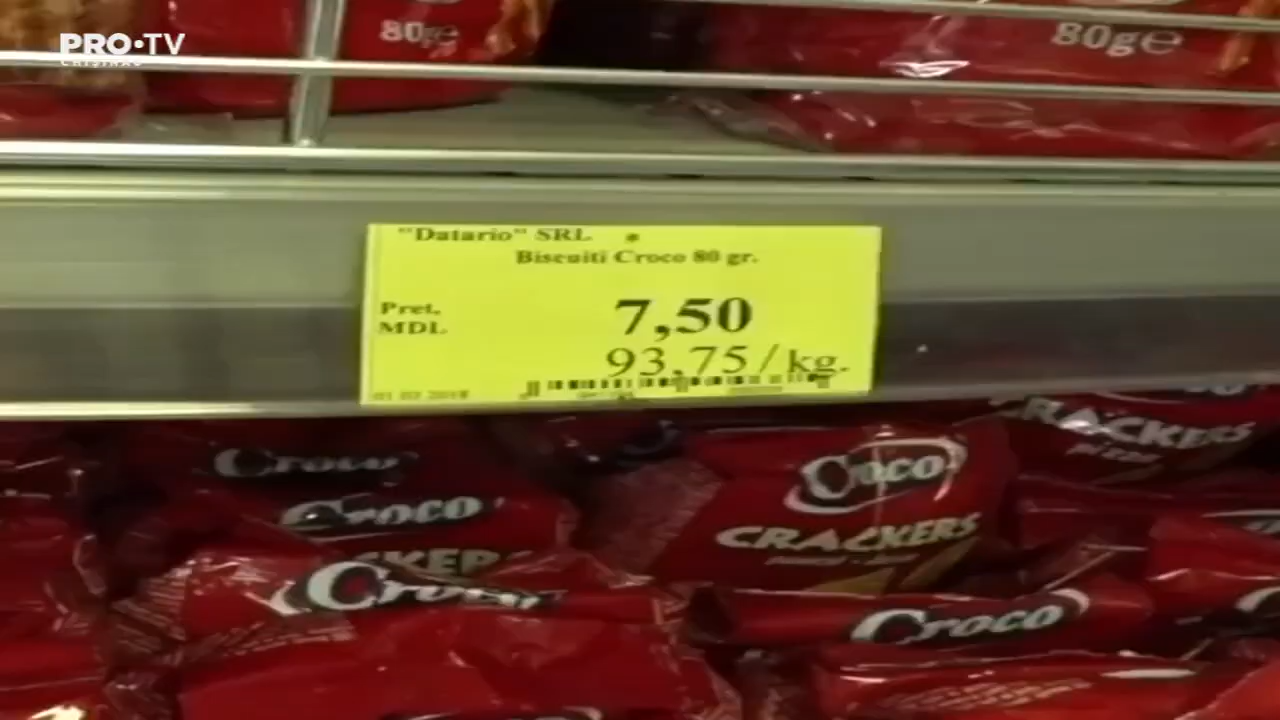 80g℮
80g℮
PRO•TV
CHIȘINĂU
"Datario" SRL *
Biscuiti Croco 80 gr.
Pret.
MDL
7,50
93,75/kg.
CRACKERS
Croco
Croco
Croco
CRACKERS
Croco
Croco